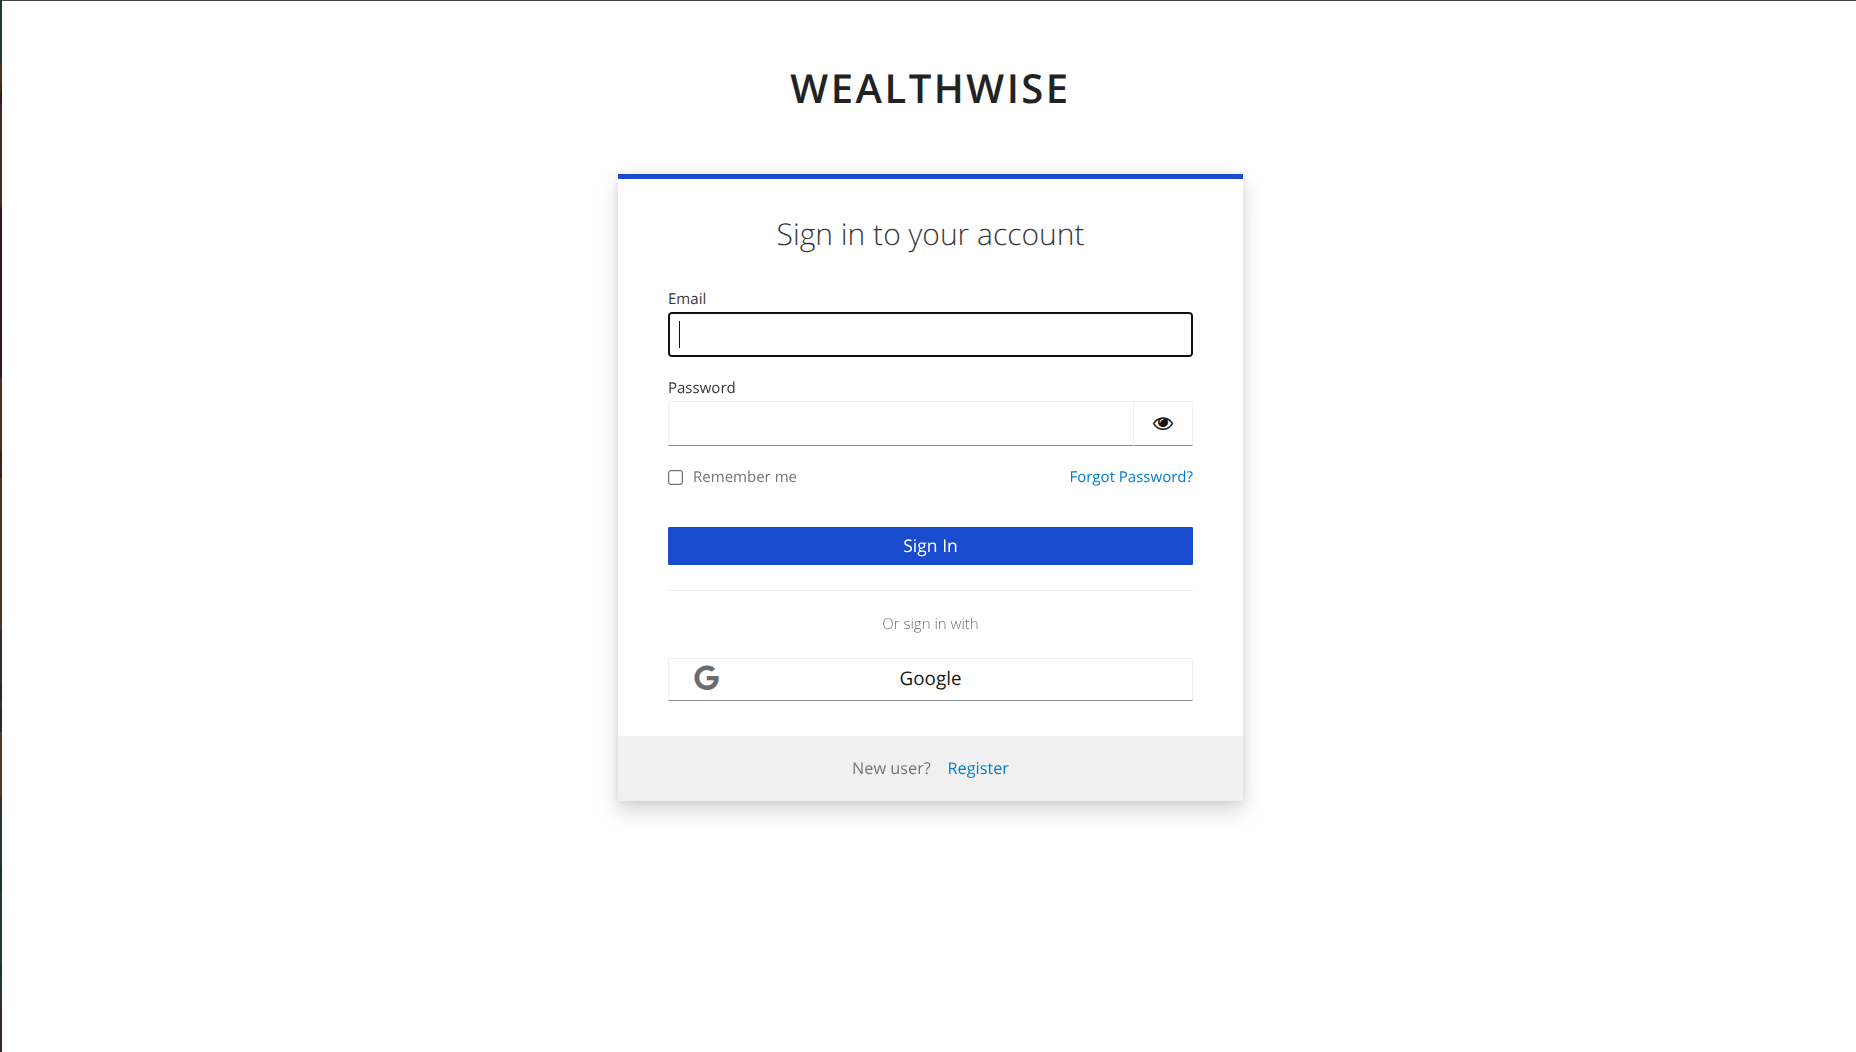 WEALTHWISE
Sign in to your account
Email
Password
Remember me Forgot Password?
Sign In
Or sign in with
Google
New user? Register